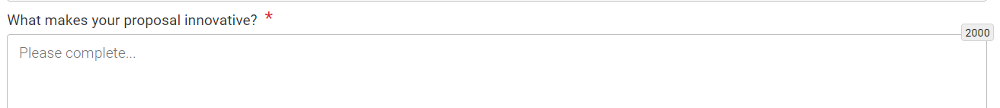 What makes your proposal innovative? *
2000
Please complete...